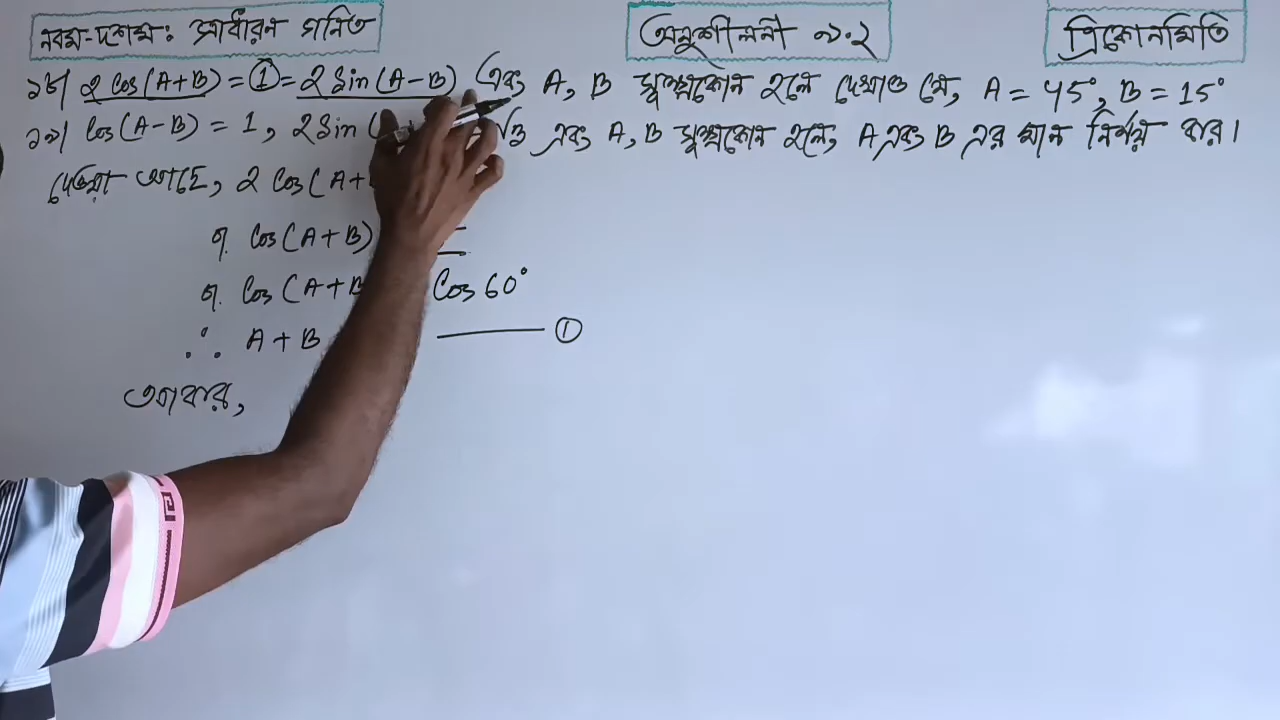 নবম-দশম: সাধারন গনিত
অনুশীলনী ৯.২
ত্রিকোনমিতি
১৮। 2 cos(A+B) = ① = 2 Sin(A-B) এবং A, B সূক্ষ্মকোন হলে দেখাও যে, A = 45°, B = 15°
১৯। Cos(A-B) = 1, 2 Sin √3 এবং A, B সূক্ষ্মকোন হলে, A এবং B এর মান নির্ণয় কর।
দেওয়া আছে, 2 Cos(A+
বা, Cos(A+B)
বা, Cos(A+B Cos 60°
∴ A+B ——— ①
আবার,